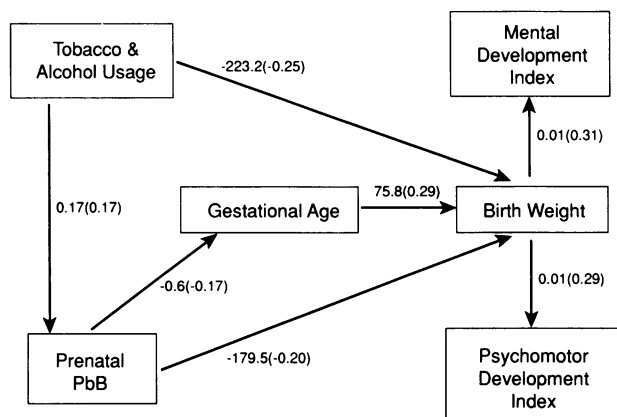 Tobacco &
Alcohol Usage
Mental
Development
Index
-223.2(-0.25)
0.01(0.31)
0.17(0.17)
Gestational Age
75.8(0.29)
Birth Weight
-0.6(-0.17)
0.01(0.29)
Prenatal
PbB
-179.5(-0.20)
Psychomotor
Development
Index